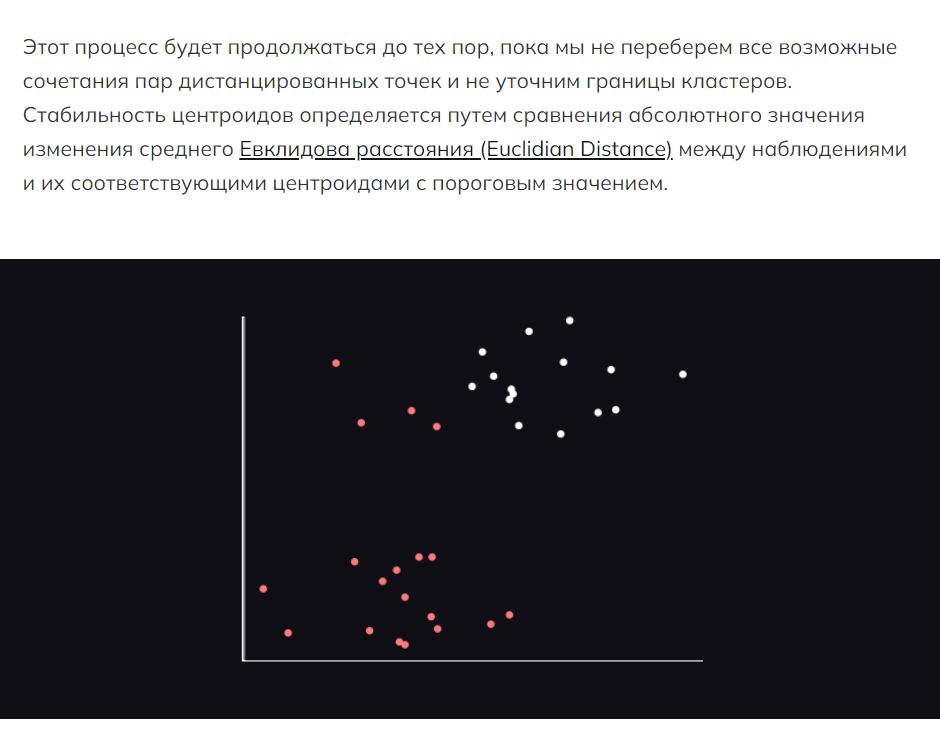 Этот процесс будет продолжаться до тех пор, пока мы не переберем все возможные
сочетания пар дистанцированных точек и не уточним границы кластеров.
Стабильность центроидов определяется путем сравнения абсолютного значения
изменения среднего Евклидова расстояния (Euclidian Distance) между наблюдениями
и их соответствующими центроидами с пороговым значением.